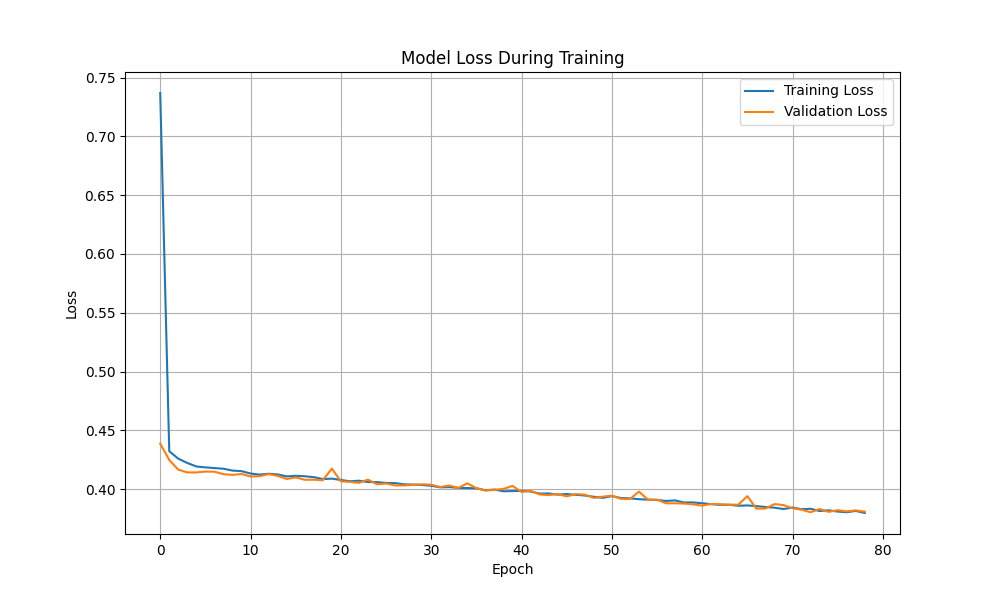 Model Loss During Training
Training Loss
Validation Loss
0.75
0.70
0.65
0.60
0.55
0.50
0.45
0.40
Loss
0 10 20 30 40 50 60 70 80
Epoch